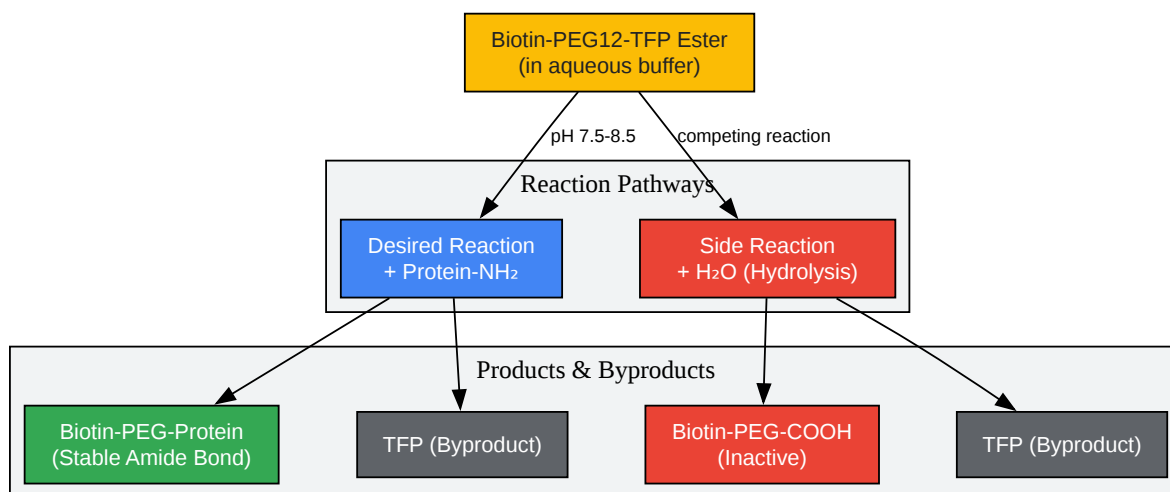 Biotin-PEG12-TFP Ester
(in aqueous buffer)
pH 7.5-8.5
competing reaction
Reaction Pathways
Desired Reaction
+ Protein-NH₂
Side Reaction
+ H₂O (Hydrolysis)
Products & Byproducts
Biotin-PEG-Protein
(Stable Amide Bond)
TFP (Byproduct)
Biotin-PEG-COOH
(Inactive)
TFP (Byproduct)